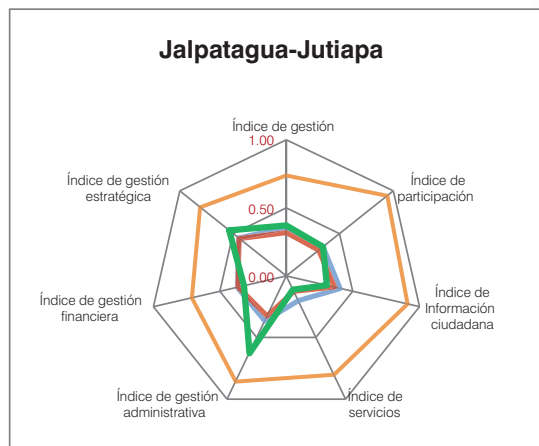 Jalpatagua-Jutiapa
Índice de gestión
1.00
Índice de gestión
estratégica
Índice de
participación
0.50
0.00
Índice de gestión
financiera
Índice de
Información
ciudadana
Índice de gestión
administrativa
Índice de
servicios